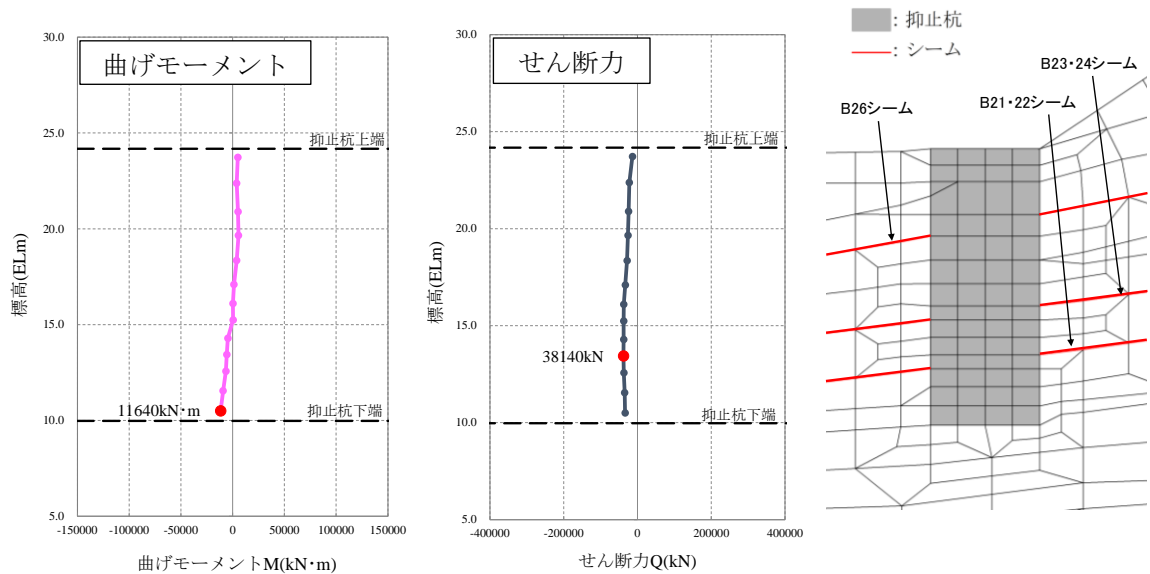 曲げモーメント
30.0
25.0
20.0
15.0
10.0
5.0
標高(ELm)
抑止杭上端
11640kN・m
抑止杭下端
-150000 -100000 -50000 0 50000 100000 150000
曲げモーメントM(kN・m)
せん断力
30.0
25.0
20.0
15.0
10.0
5.0
標高(ELm)
抑止杭上端
38140kN
抑止杭下端
-400000 -200000 0 200000 400000
せん断力Q(kN)
: 抑止杭
: シーム
B23・24シーム
B26シーム
B21・22シーム